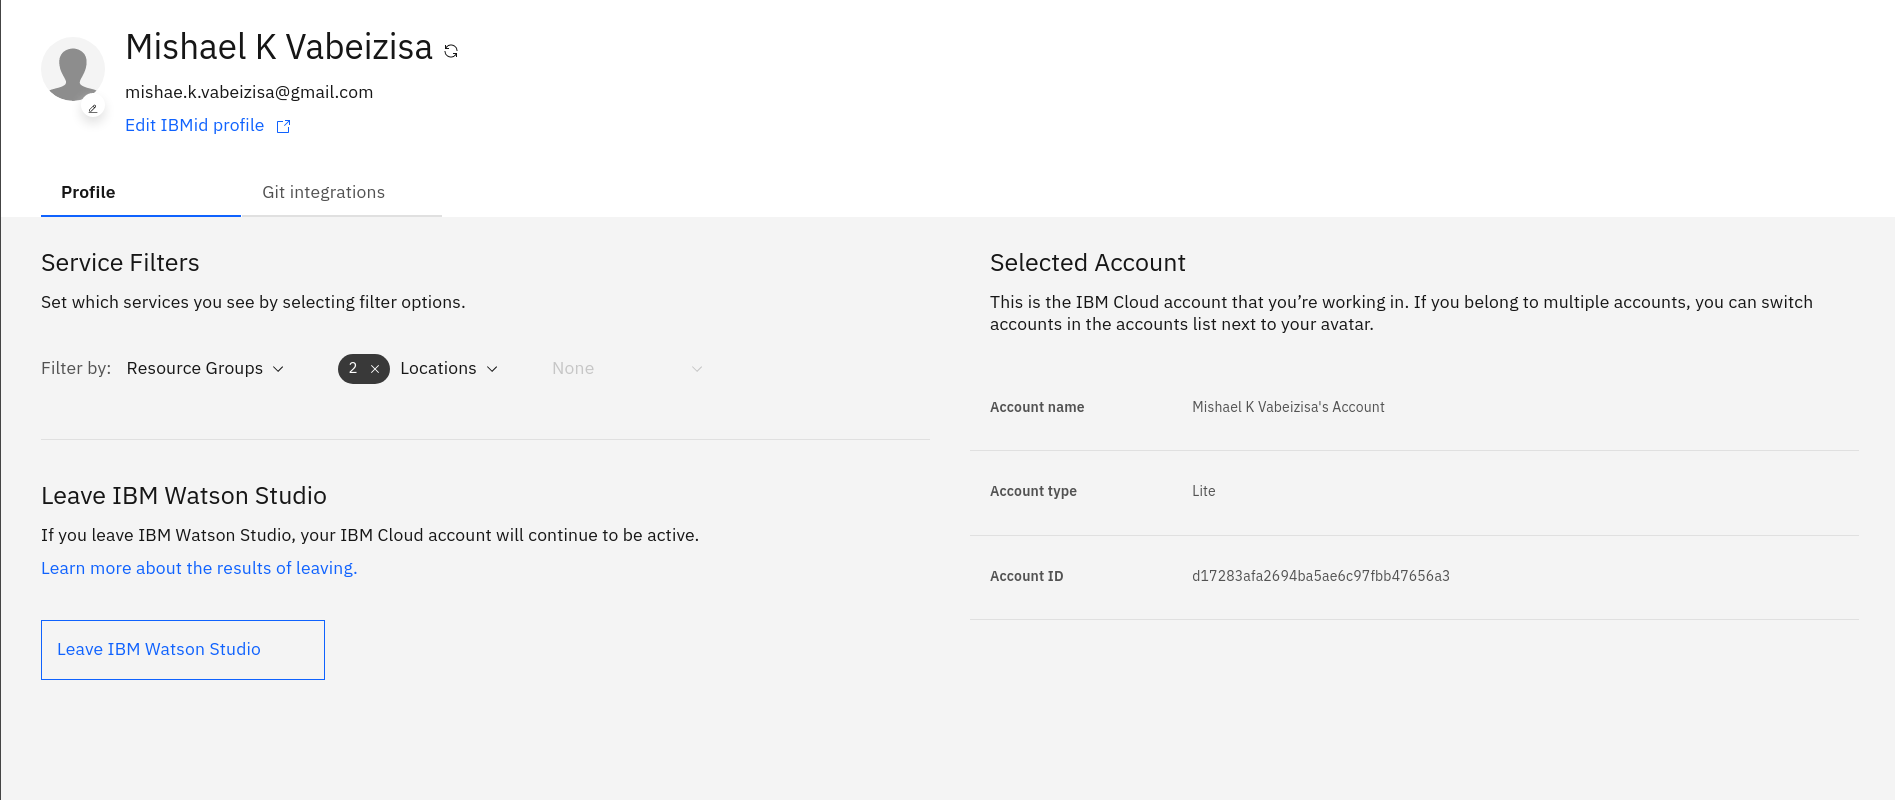 Mishael K Vabeizisa
mishae.k.vabeizisa@gmail.com
Edit IBMid profile
Profile
Git integrations
Service Filters
Set which services you see by selecting filter options.
Filter by: Resource Groups 2 Locations None
Leave IBM Watson Studio
If you leave IBM Watson Studio, your IBM Cloud account will continue to be active.
Learn more about the results of leaving.
Leave IBM Watson Studio
Selected Account
This is the IBM Cloud account that you’re working in. If you belong to multiple accounts, you can switch
accounts in the accounts list next to your avatar.
Account name Mishael K Vabeizisa's Account
Account type Lite
Account ID d17283afa2694ba5ae6c97fbb47656a3